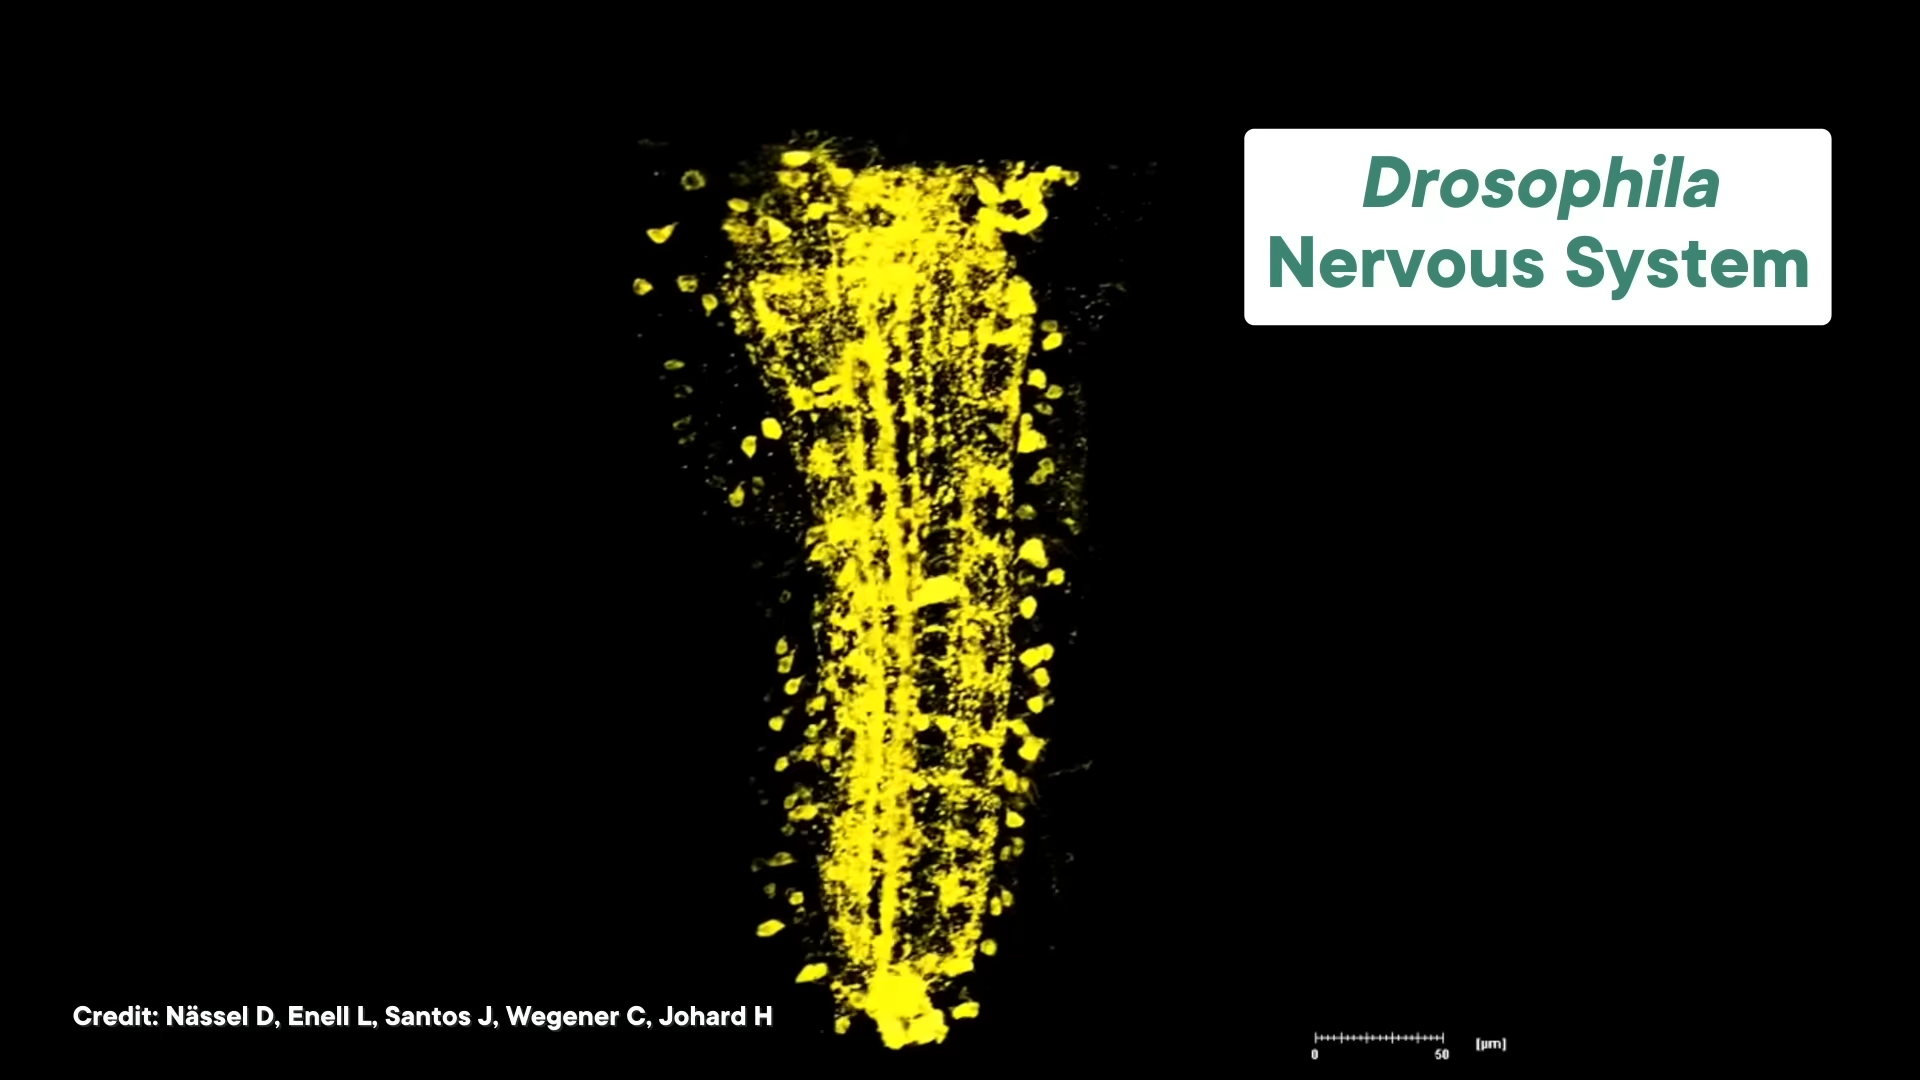 Drosophila
Nervous System
Credit: Nässel D, Enell L, Santos J, Wegener C, Johard H
0 50 [µm]